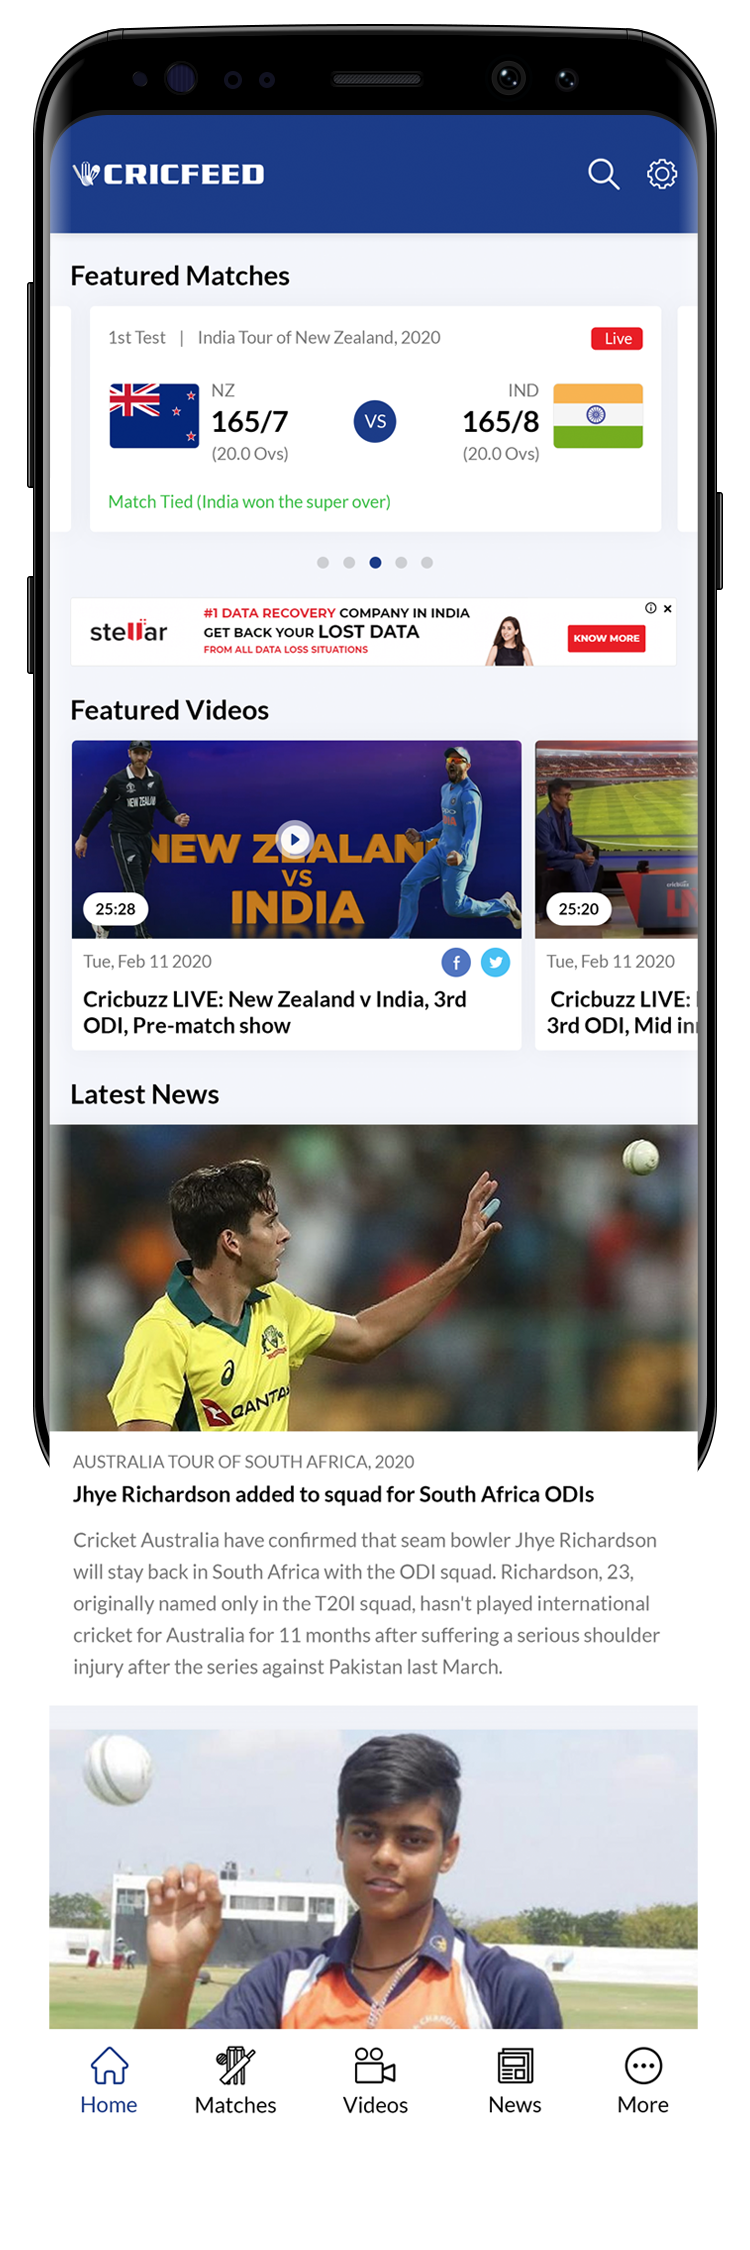 CRICFEED
Featured Matches
1st Test | India Tour of New Zealand, 2020
Live
NZ
165/7
(20.0 Ovs)
VS
IND
165/8
(20.0 Ovs)
Match Tied (India won the super over)
stellar
#1 DATA RECOVERY COMPANY IN INDIA
GET BACK YOUR LOST DATA
FROM ALL DATA LOSS SITUATIONS
KNOW MORE
Featured Videos
NEW ZEALAND
NEW ZEALAN
VS
INDIA
25:28
Tue, Feb 11 2020
Cricbuzz LIVE: New Zealand v India, 3rd
ODI, Pre-match show
cricbuzz
25:20
Tue, Feb 11 2020
Cricbuzz LIVE:
3rd ODI, Mid in
Latest News
QANTA
AUSTRALIA TOUR OF SOUTH AFRICA, 2020
Jhye Richardson added to squad for South Africa ODIs
Cricket Australia have confirmed that seam bowler Jhye Richardson
will stay back in South Africa with the ODI squad. Richardson, 23,
originally named only in the T20I squad, hasn't played international
cricket for Australia for 11 months after suffering a serious shoulder
injury after the series against Pakistan last March.
Home
Matches
Videos
News
More